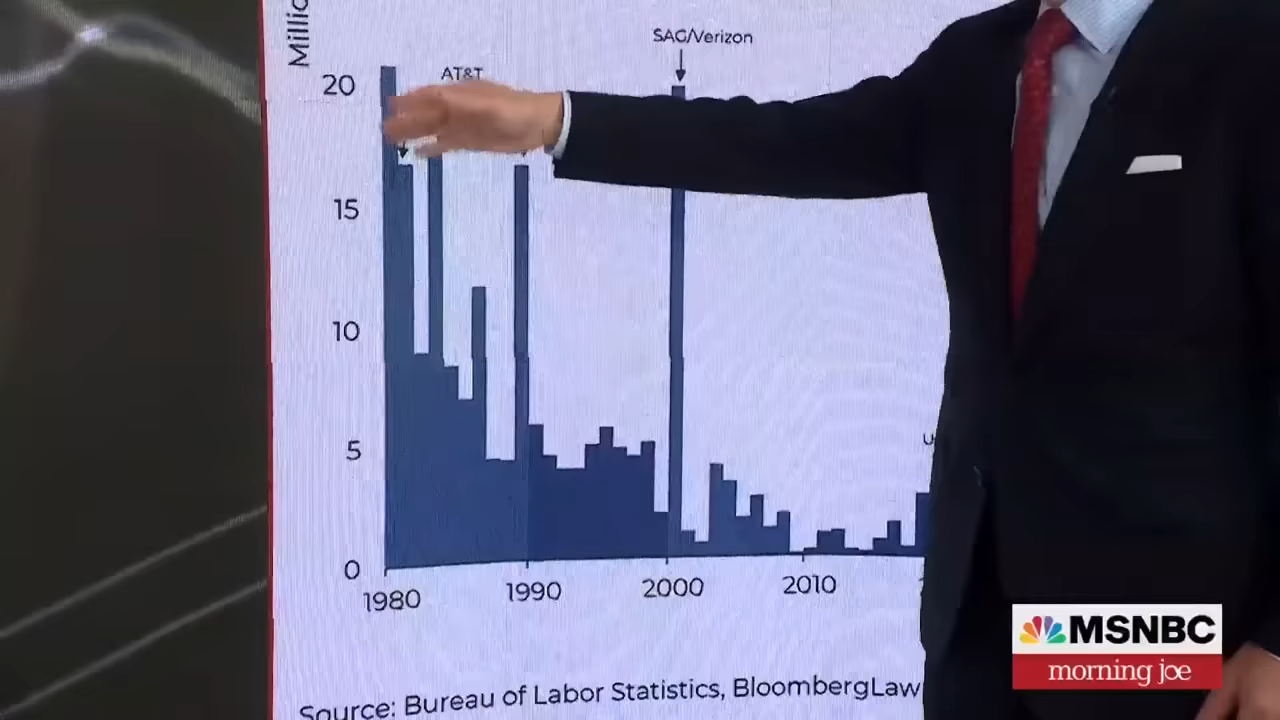 Millio
SAG/Verizon
AT&T
20
15
10
5
0
1980 1990 2000 2010
Source: Bureau of Labor Statistics, BloombergLaw
MSNBC
morning joe